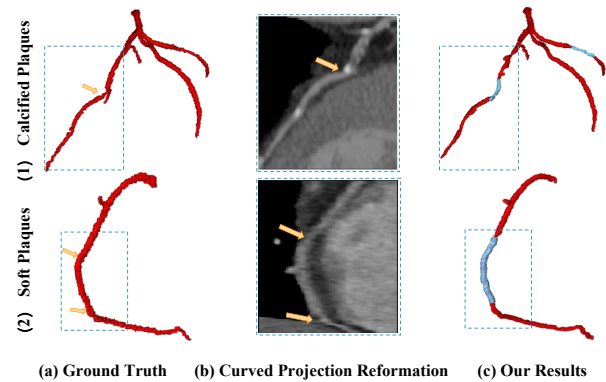 (1) Calcified Plaques
(2) Soft Plaques
(a) Ground Truth (b) Curved Projection Reformation (c) Our Results